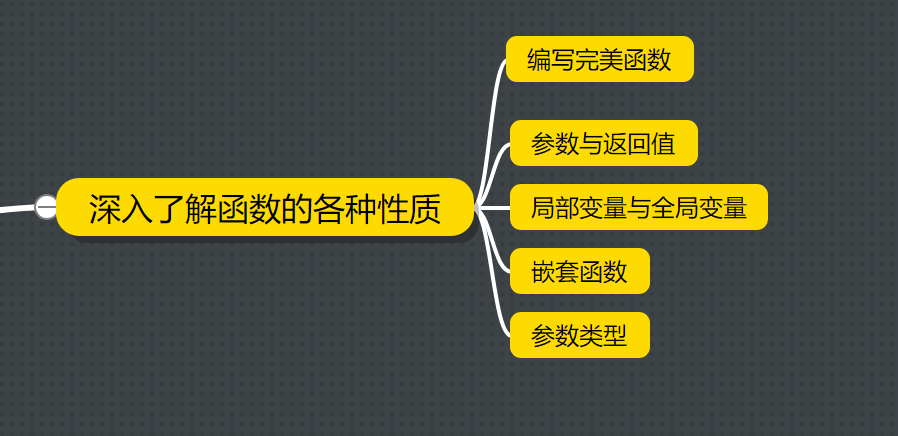 编写完美函数
参数与返回值
深入了解函数的各种性质
局部变量与全局变量
嵌套函数
参数类型